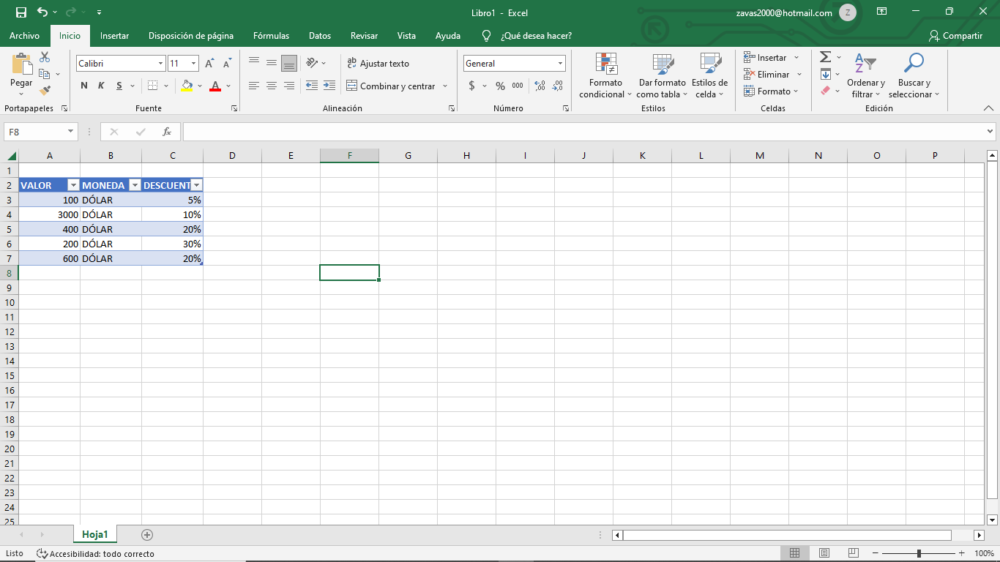 Libro1 - Excel
zavas2000@hotmail.com
Z
Archivo Inicio Insertar Disposición de página Fórmulas Datos Revisar Vista Ayuda ¿Qué desea hacer? Compartir
Pegar
Portapapeles
Calibri 11
N K S
A
Fuente
ab Ajustar texto
Combinar y centrar
Alineación
General
$ % 000
Número
Formato condicional
Dar formato como tabla
Estilos de celda
Estilos
Insertar
Eliminar
Formato
Celdas
Ordenar y filtrar
Buscar y seleccionar
Edición
F8
fx
A B C D E F G H I J K L M N O P
1
2 VALOR MONEDA DESCUENT
3 100 DÓLAR 5%
4 3000 DÓLAR 10%
5 400 DÓLAR 20%
6 200 DÓLAR 30%
7 600 DÓLAR 20%
8
9
10
11
12
13
14
15
16
17
18
19
20
21
22
23
24
25
Hoja1
Listo Accesibilidad: todo correcto 100%